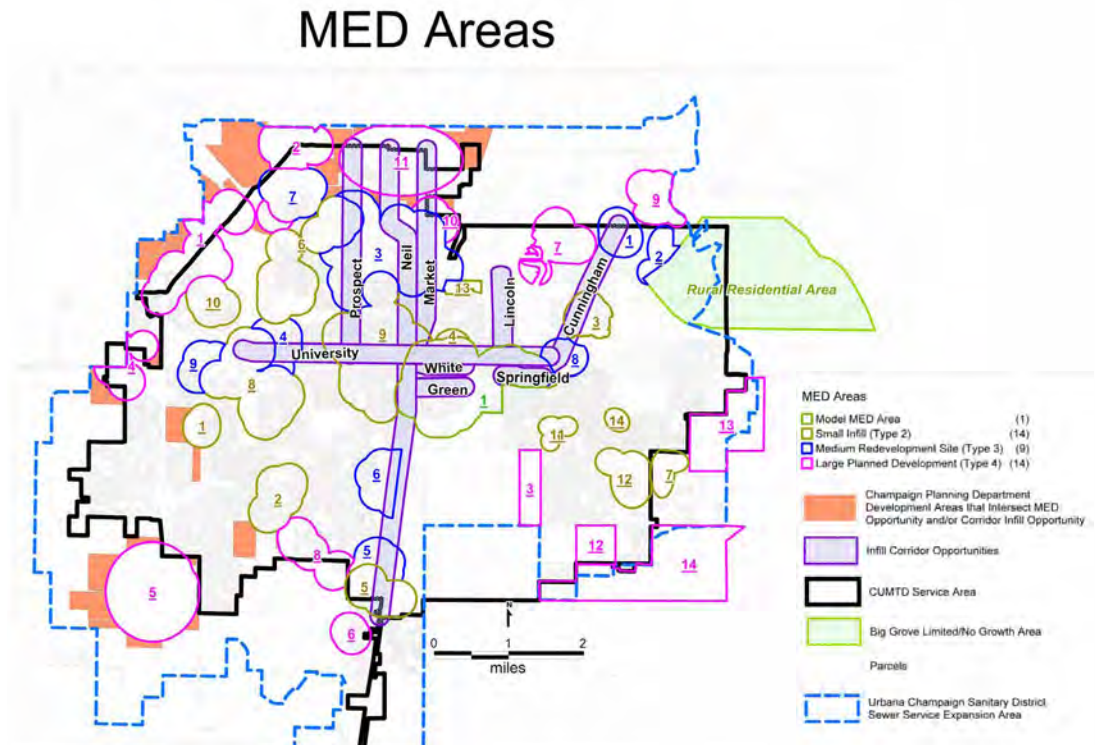 MED Areas
2
11
9
7
10
1
6
3
Prospect
Neil
Market
7
1
2
Rural Residential Area
10
13
Lincoln
Cunningham
3
4
9
4
University
White
8
4
9
8
Green
Springfield
1
1
11
14
13
6
3
12
7
2
8
5
12
14
5
5
6
N
0
1
2
miles
MED Areas
Model MED Area (1)
Small Infill (Type 2) (14)
Medium Redevelopment Site (Type 3) (9)
Large Planned Development (Type 4) (14)
Champaign Planning Department
Development Areas that Intersect MED
Opportunity and/or Corridor Infill Opportunity
Infill Corridor Opportunities
CUMTD Service Area
Big Grove Limited/No Growth Area
Parcels
Urbana Champaign Sanitary District
Sewer Service Expansion Area